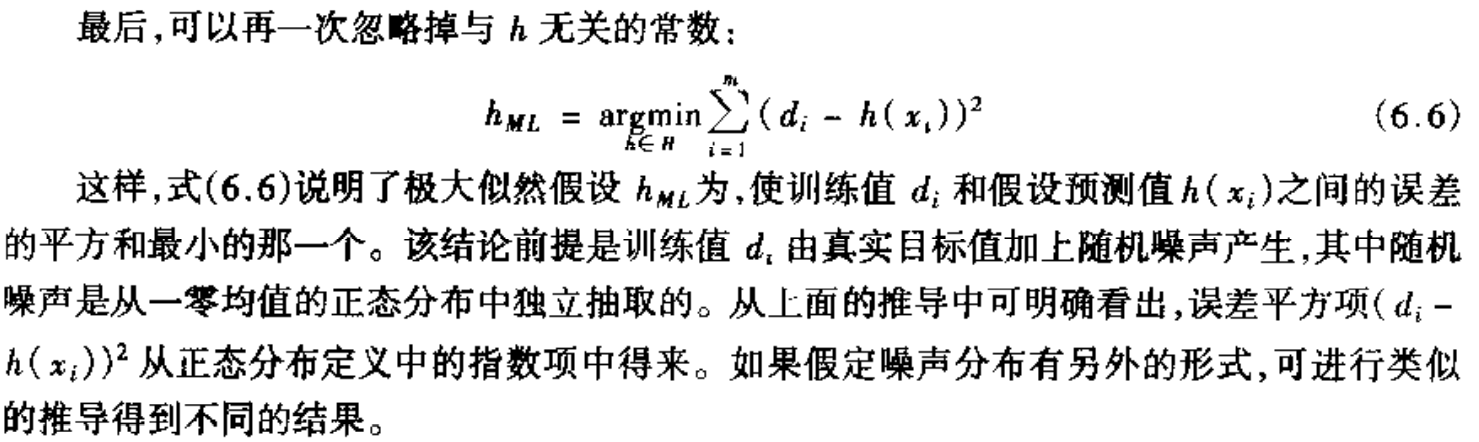 最后,可以再一次忽略掉与 h 无关的常数:
h_{ML} = argmin_{h∈H} ∑_{i=1}^{m} (d_i - h(x_i))^2 (6.6)
这样,式(6.6)说明了极大似然假设 h_{ML}为,使训练值 d_i 和假设预测值 h(x_i)之间的误差
的平方和最小的那一个。该结论前提是训练值 d_i 由真实目标值加上随机噪声产生,其中随机
噪声是从一零均值的正态分布中独立抽取的。从上面的推导中可明确看出,误差平方项(d_i -
h(x_i))^2 从正态分布定义中的指数项中得来。如果假定噪声分布有另外的形式,可进行类似
的推导得到不同的结果。